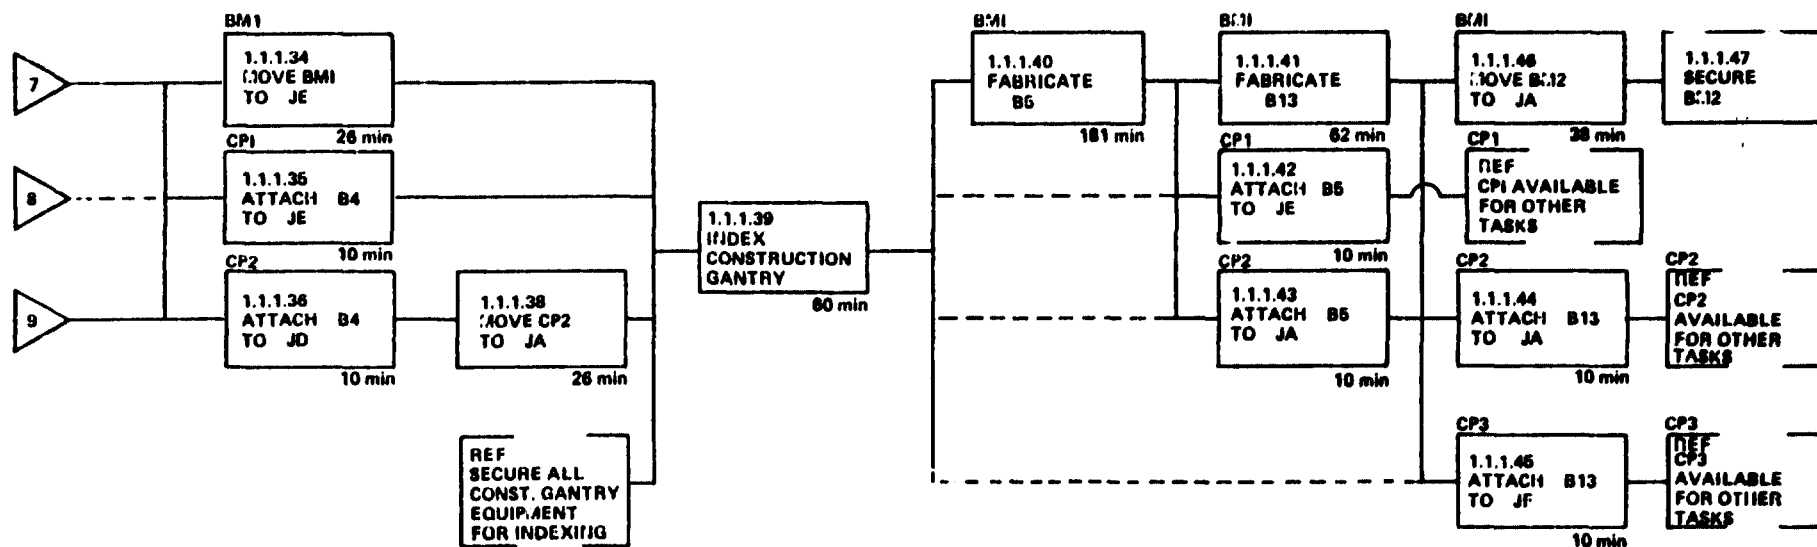 7
BM1
1.1.1.34
MOVE BMI
TO JE
26 min
8
CPI
1.1.1.35
ATTACH B4
TO JE
10 min
9
CP2
1.1.1.36
ATTACH B4
TO JD
10 min
1.1.1.38
MOVE CP2
TO JA
26 min
REF
SECURE ALL
CONST. GANTRY
EQUIPMENT
FOR INDEXING
1.1.1.39
INDEX
CONSTRUCTION
GANTRY
60 min
BMI
1.1.1.40
FABRICATE
B5
181 min
BMI
1.1.1.41
FABRICATE
B13
62 min
BMI
1.1.1.46
MOVE BM2
TO JA
38 min
1.1.1.47
SECURE
BM2
CP1
1.1.1.42
ATTACH B5
TO JE
10 min
CP1
REF
CPI AVAILABLE
FOR OTHER
TASKS
CP2
1.1.1.43
ATTACH B5
TO JA
10 min
1.1.1.44
ATTACH B13
TO JA
10 min
CP2
REF
CP2
AVAILABLE
FOR OTHER
TASKS
CP3
1.1.1.45
ATTACH B13
TO JF
10 min
CP3
REF
CP3
AVAILABLE
FOR OTHER
TASKS